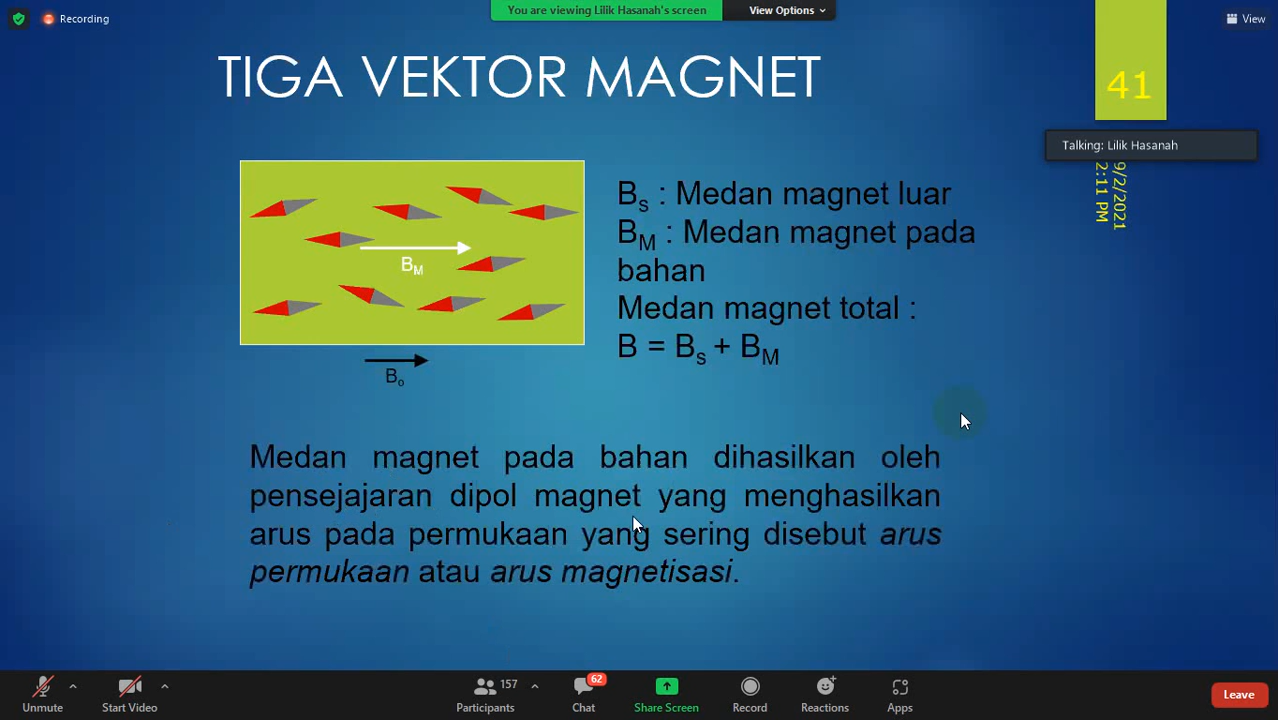 Recording
You are viewing Lilik Hasanah's screen
View Options
View
TIGA VEKTOR MAGNET
41
Talking: Lilik Hasanah
9/2/2021
2:11 PM
Bs : Medan magnet luar
BM : Medan magnet pada
bahan
Medan magnet total :
B = Bs + BM
BM
Bo
Medan magnet pada bahan dihasilkan oleh
pensejajaran dipol magnet yang menghasilkan
arus pada permukaan yang sering disebut arus
permukaan atau arus magnetisasi.
Unmute
Start Video
157
Participants
62
Chat
Share Screen
Record
Reactions
Apps
Leave